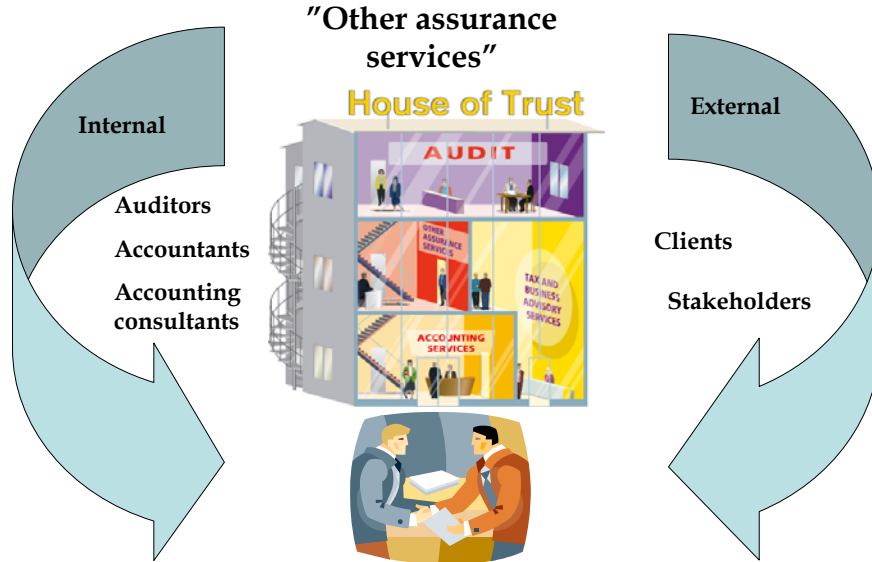 ”Other assurance
services”
House of Trust
Internal
External
AUDIT
Auditors
Accountants
Accounting
consultants
OTHER
ASSURANCE
SERVICES
TAX AND
BUSINESS
ADVISORY
SERVICES
ACCOUNTING
SERVICES
Clients
Stakeholders